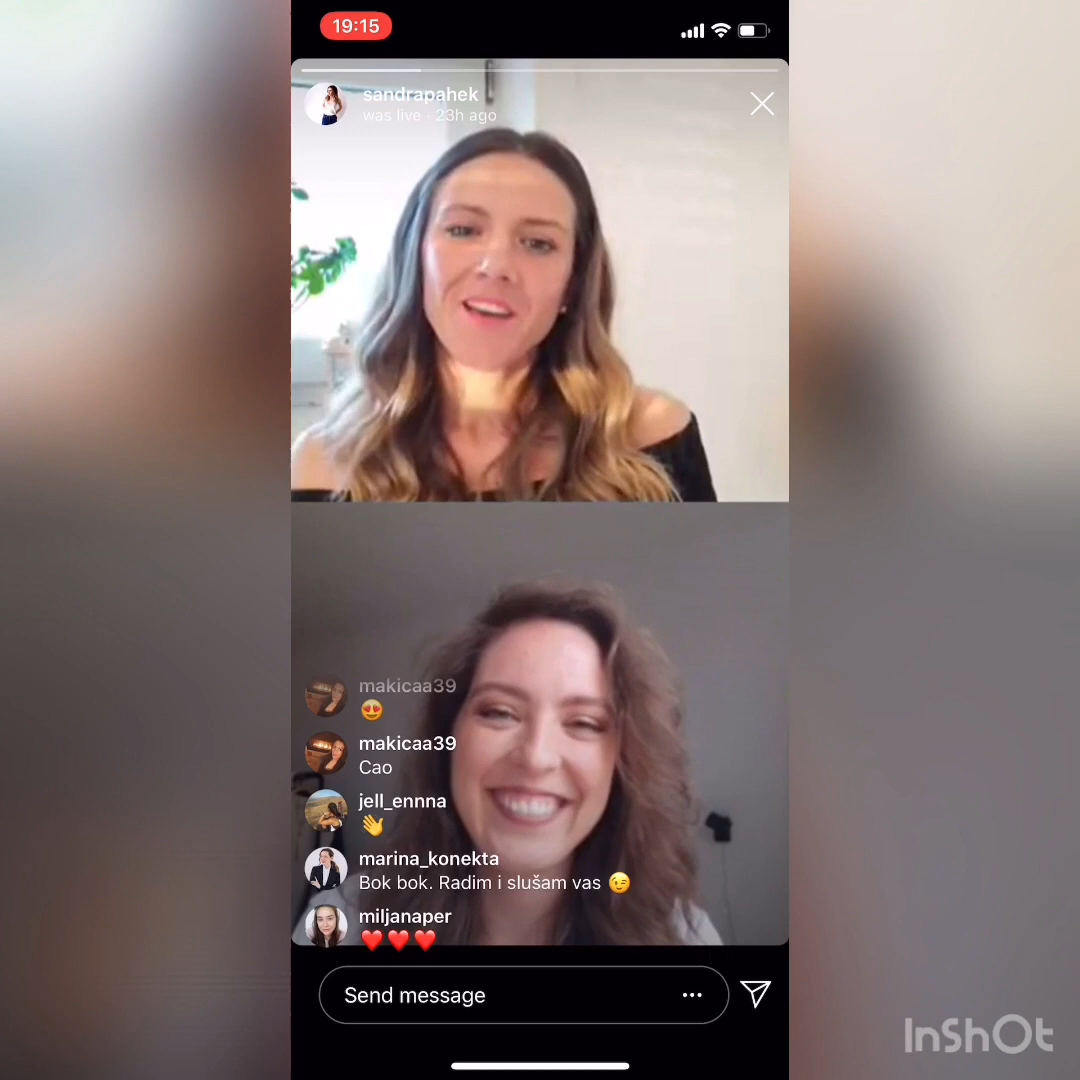 19:15
sandrapahek
was live · 23h ago
makicaa39
😍
makicaa39
Cao
jell_ennna
👋
marina_konekta
Bok bok. Radim i slušam vas 😉
miljanaper
❤️❤️❤️
Send message
InShOt